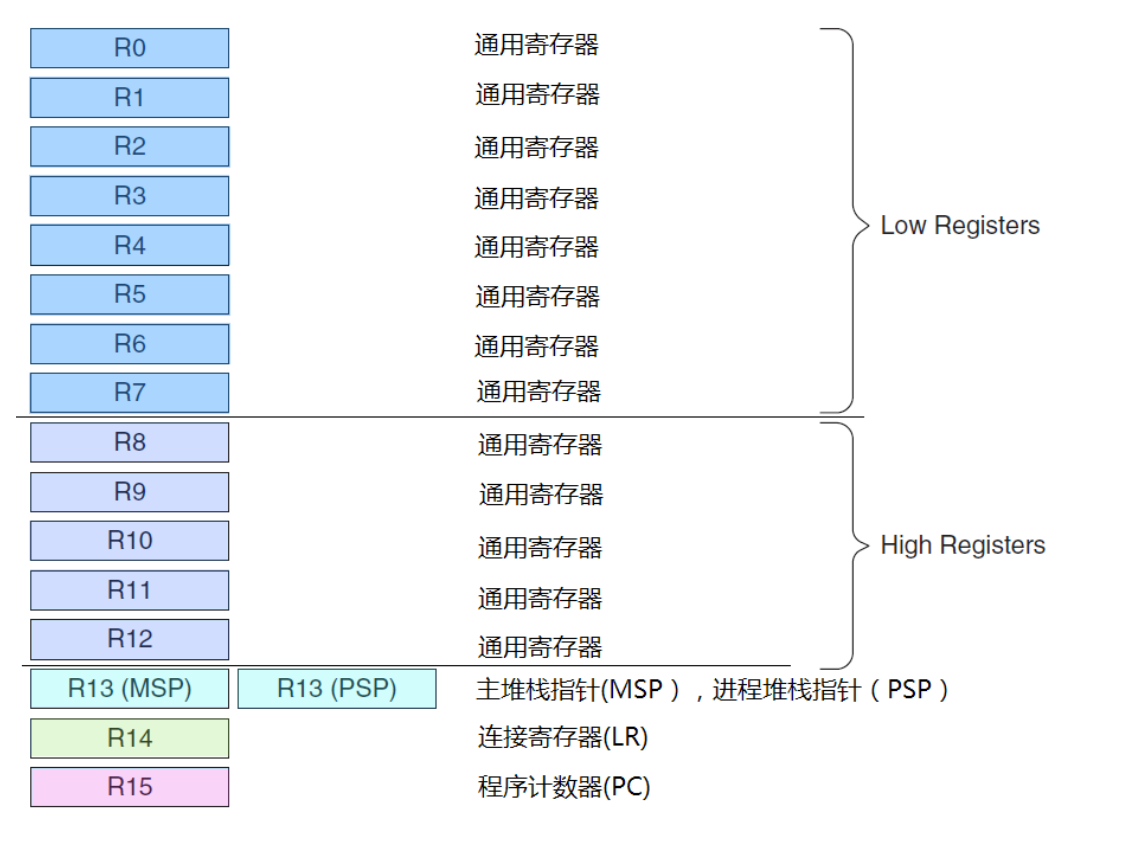 R0 通用寄存器
R1 通用寄存器
R2 通用寄存器
R3 通用寄存器
Low Registers
R4 通用寄存器
R5 通用寄存器
R6 通用寄存器
R7 通用寄存器
R8 通用寄存器
R9 通用寄存器
R10 通用寄存器
High Registers
R11 通用寄存器
R12 通用寄存器
R13 (MSP) R13 (PSP) 主堆栈指针(MSP），进程堆栈指针（PSP）
R14 连接寄存器(LR)
R15 程序计数器(PC)